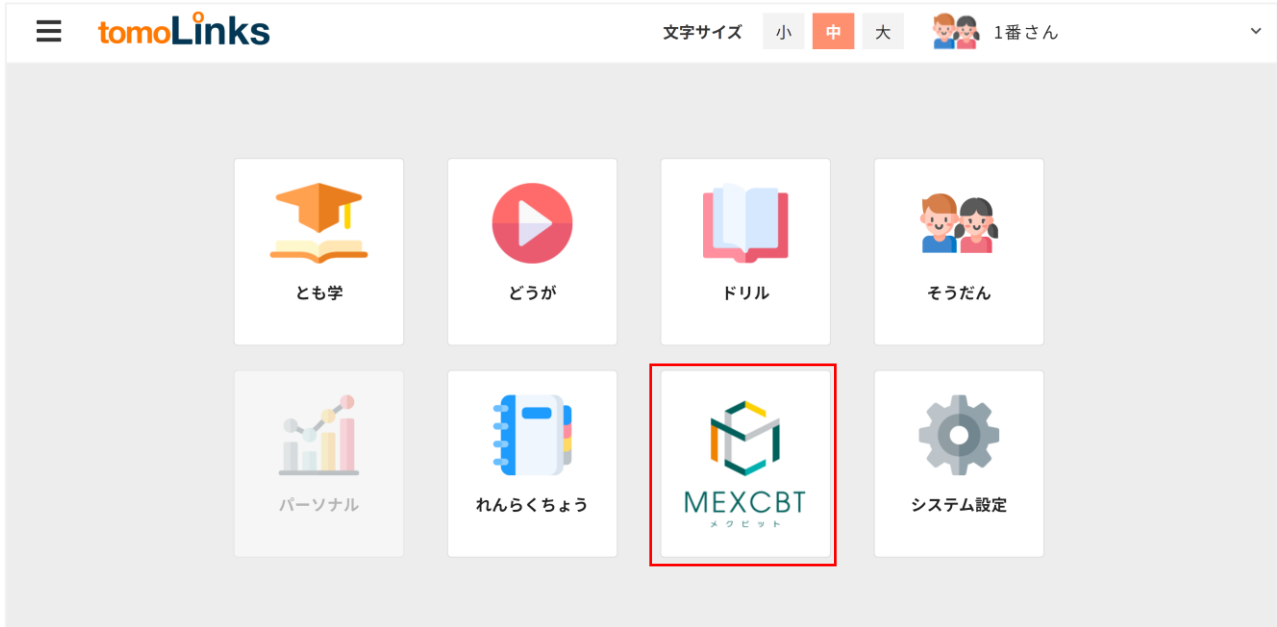 tomoLinks
文字サイズ 小 中 大 1番さん
とも学 どうが ドリル そうだん
パーソナル れんらくちょう MEXCBT システム設定
メクビット